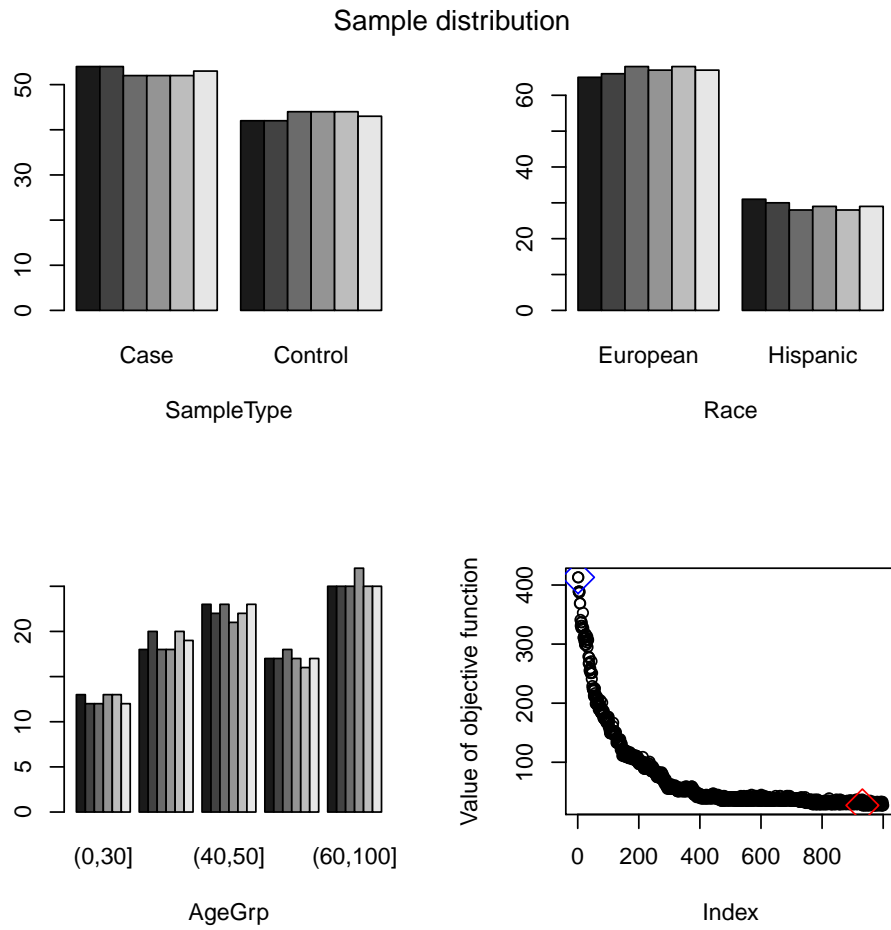 Sample distribution
50
30
10
0
Case Control
SampleType
60
40
20
0
European Hispanic
Race
20
15
10
5
0
(0,30] (40,50] (60,100]
AgeGrp
Value of objective function
400
300
200
100
0 200 400 600 800
Index